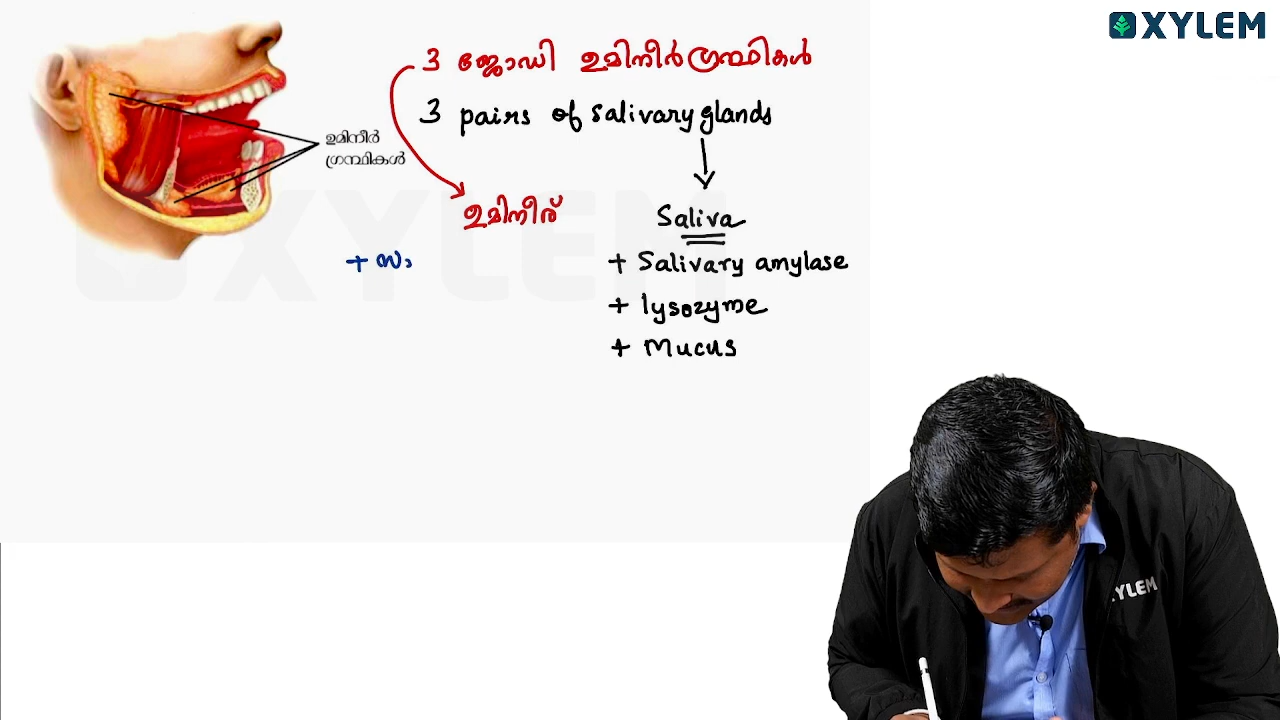 XYLEM
3 ജോഡി ഉമിനീർഗ്രന്ഥികൾ
3 pairs of salivary glands
ഉമിനീർ
ഗ്രന്ഥികൾ
ഉമിനീര്
Saliva
+ സാ
+ Salivary amylase
+ lysozyme
+ Mucus
XYLEM
XYLEM